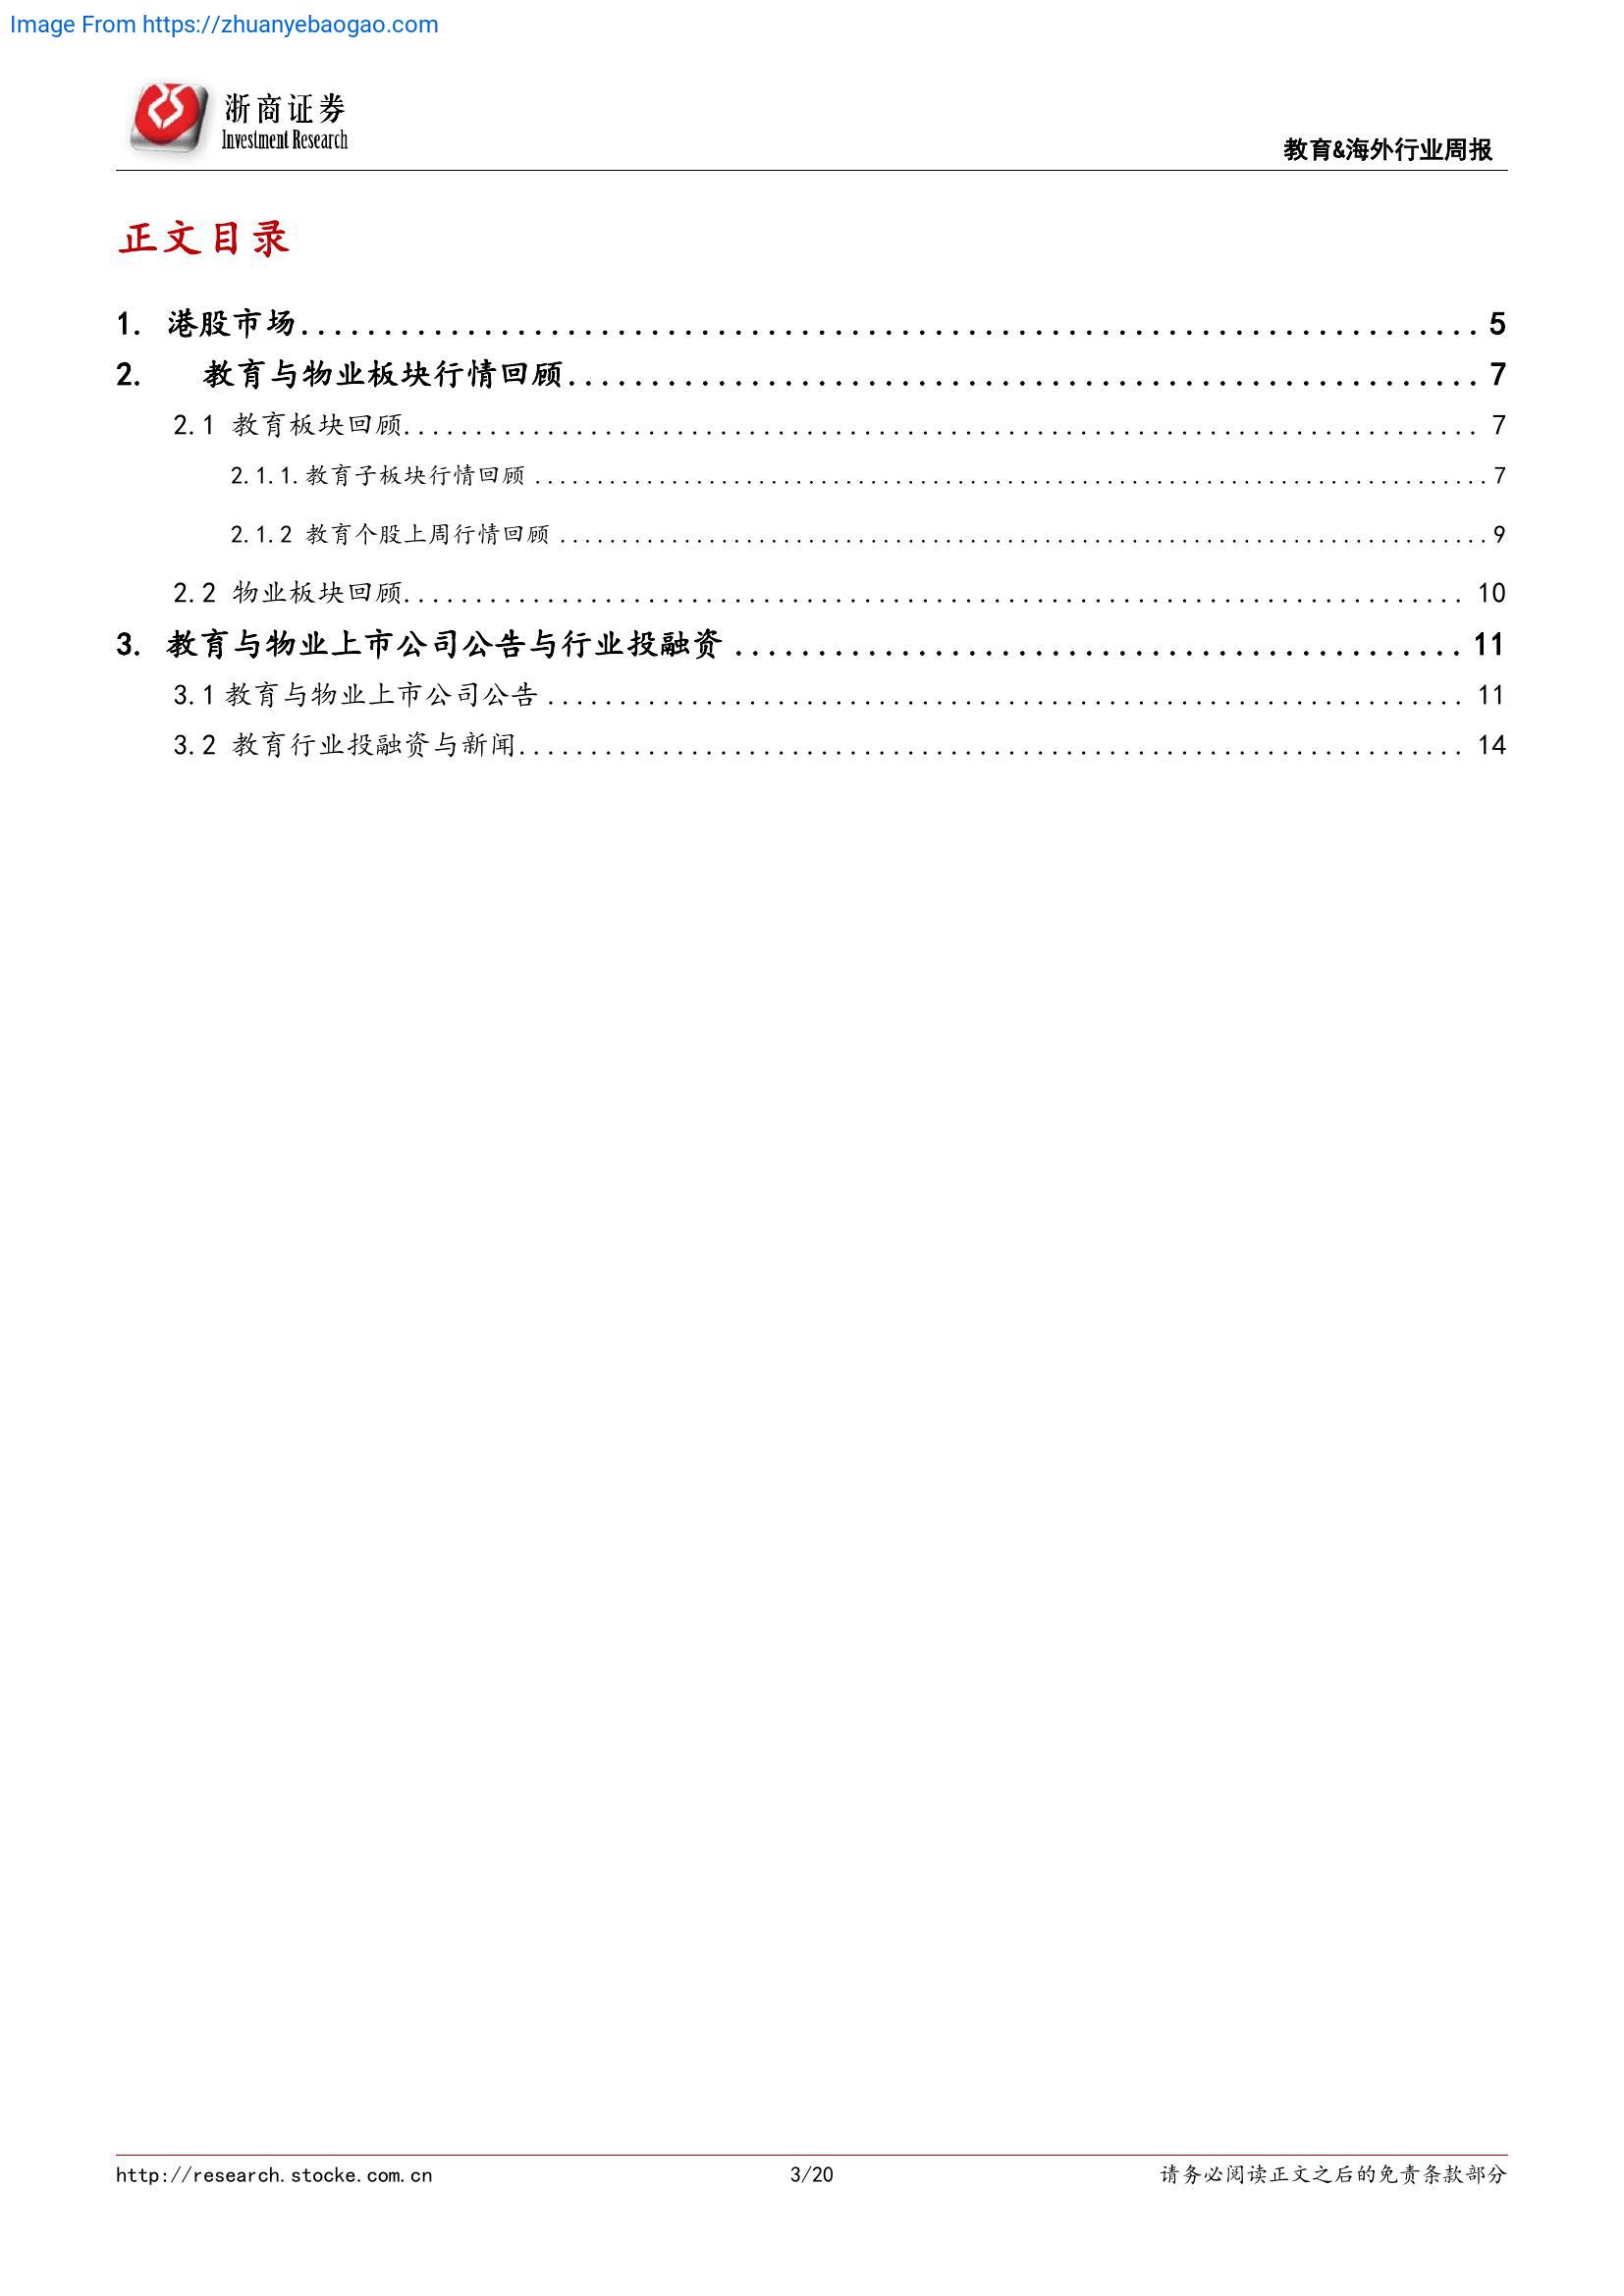 Image From https://zhuanyebaogao.com
浙商证券
Investment Research
教育&海外行业周报
正文目录
1. 港股市场........................................................................ 5
2. 教育与物业板块行情回顾........................................................ 7
2.1 教育板块回顾........................................................................... 7
2.1.1.教育子板块行情回顾 ............................................................................ 7
2.1.2 教育个股上周行情回顾 .......................................................................... 9
2.2 物业板块回顾.......................................................................... 10
3. 教育与物业上市公司公告与行业投融资 ............................................ 11
3.1 教育与物业上市公司公告 ................................................................ 11
3.2 教育行业投融资与新闻.................................................................. 14
http://research.stocke.com.cn
3/20
请务必阅读正文之后的免责条款部分